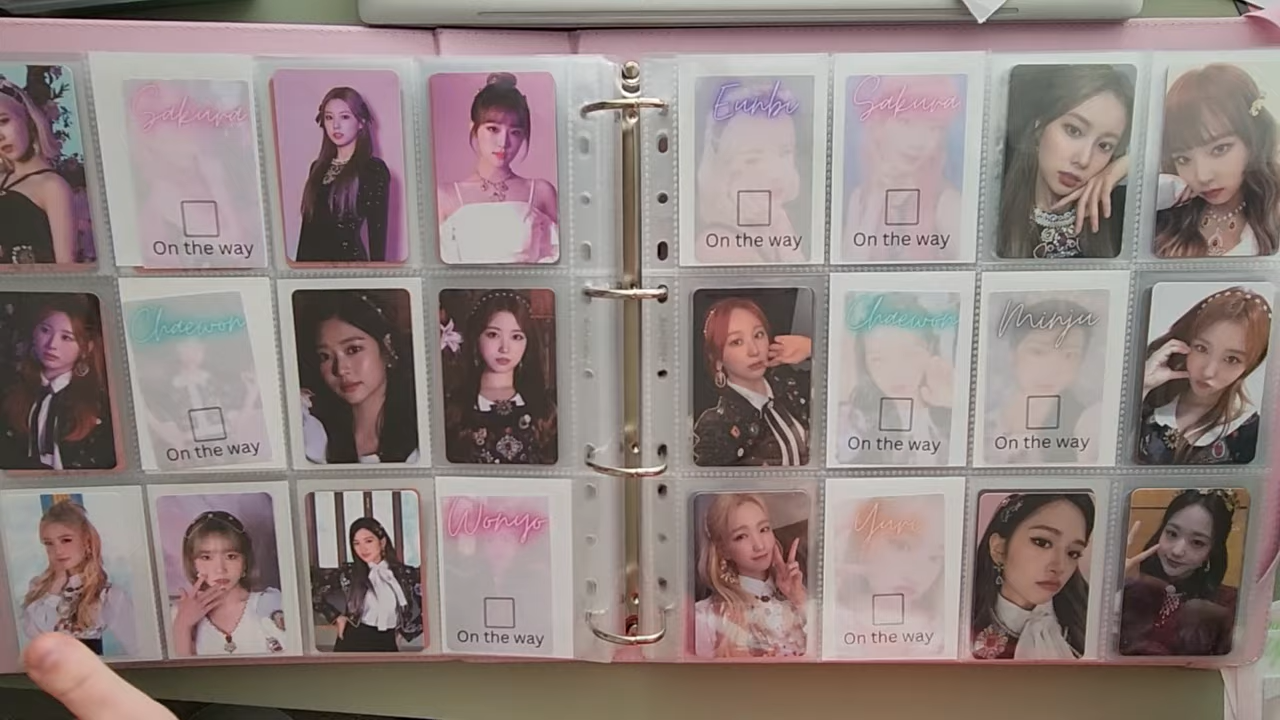 Sakura
On the way
Chaewon
On the way
Wonyo
On the way
Eunbi
On the way
Sakura
On the way
Chaewon
On the way
Minju
On the way
Yuri
On the way